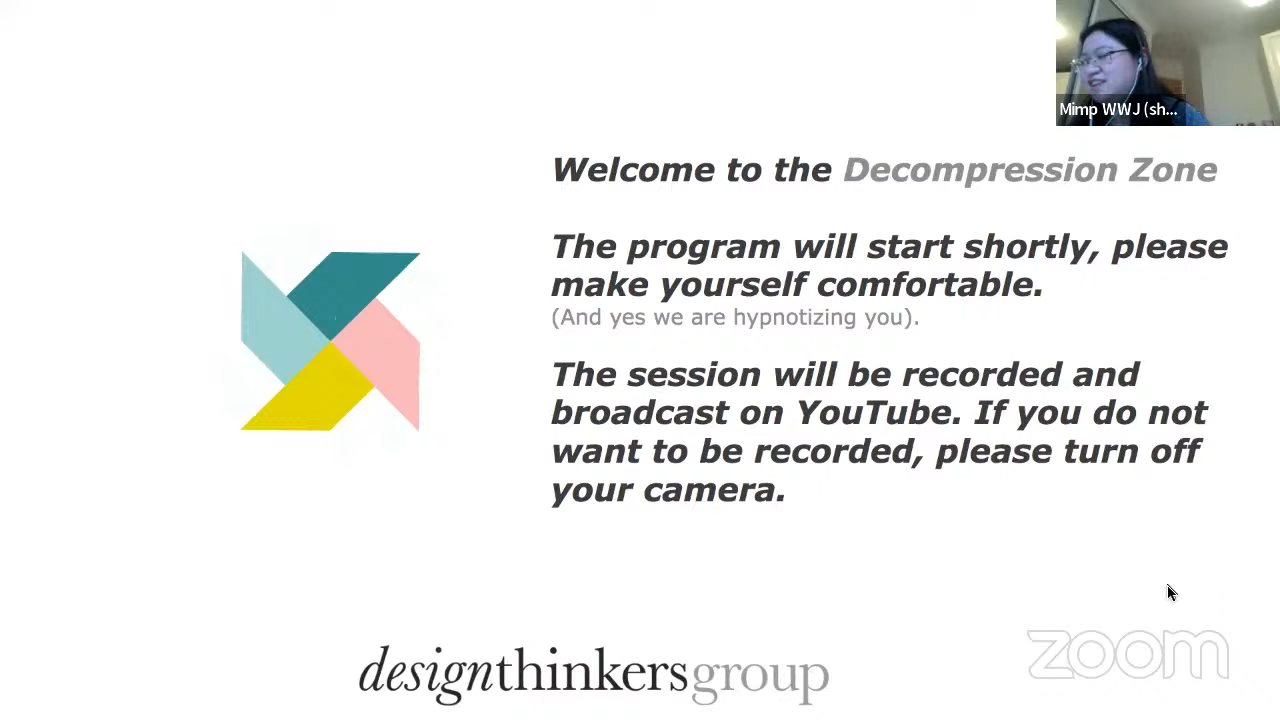 Mimp WWJ (sh...
Welcome to the Decompression Zone
The program will start shortly, please
make yourself comfortable.
(And yes we are hypnotizing you).
The session will be recorded and
broadcast on YouTube. If you do not
want to be recorded, please turn off
your camera.
designthinkersgroup
zoom